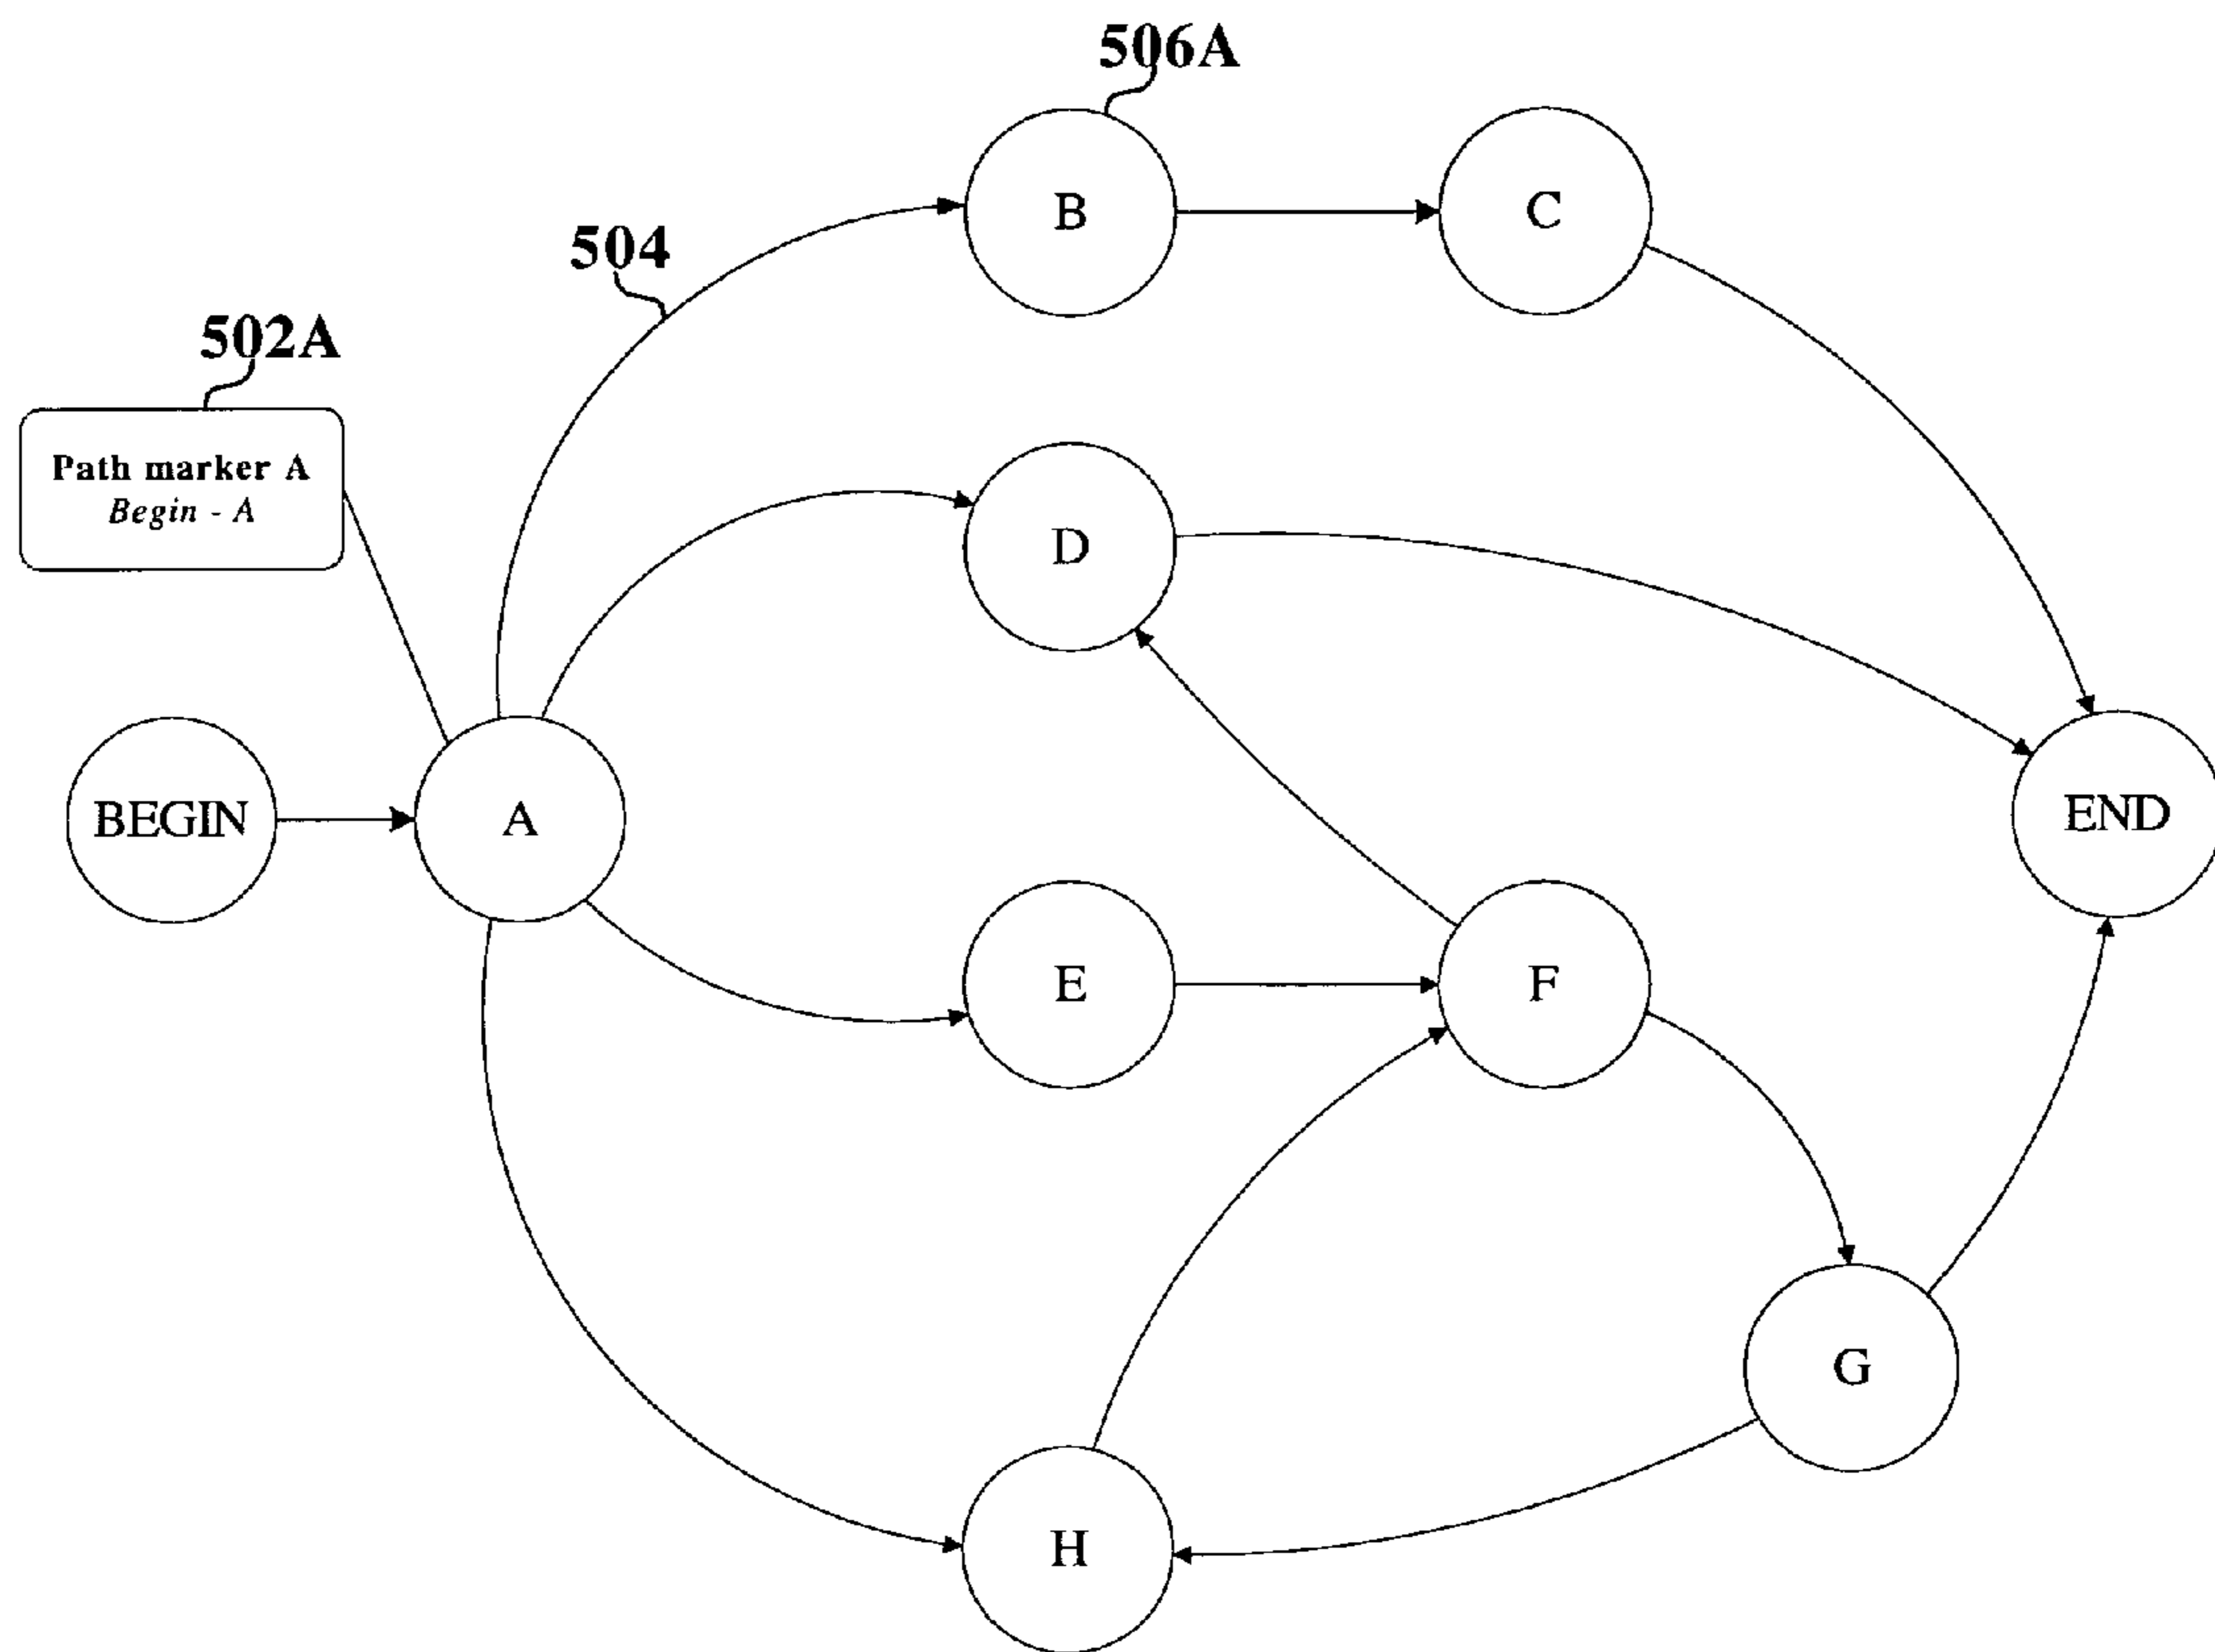 506A
B
C
504
502A
Path marker A
Begin - A
D
BEGIN
A
END
E
F
G
H